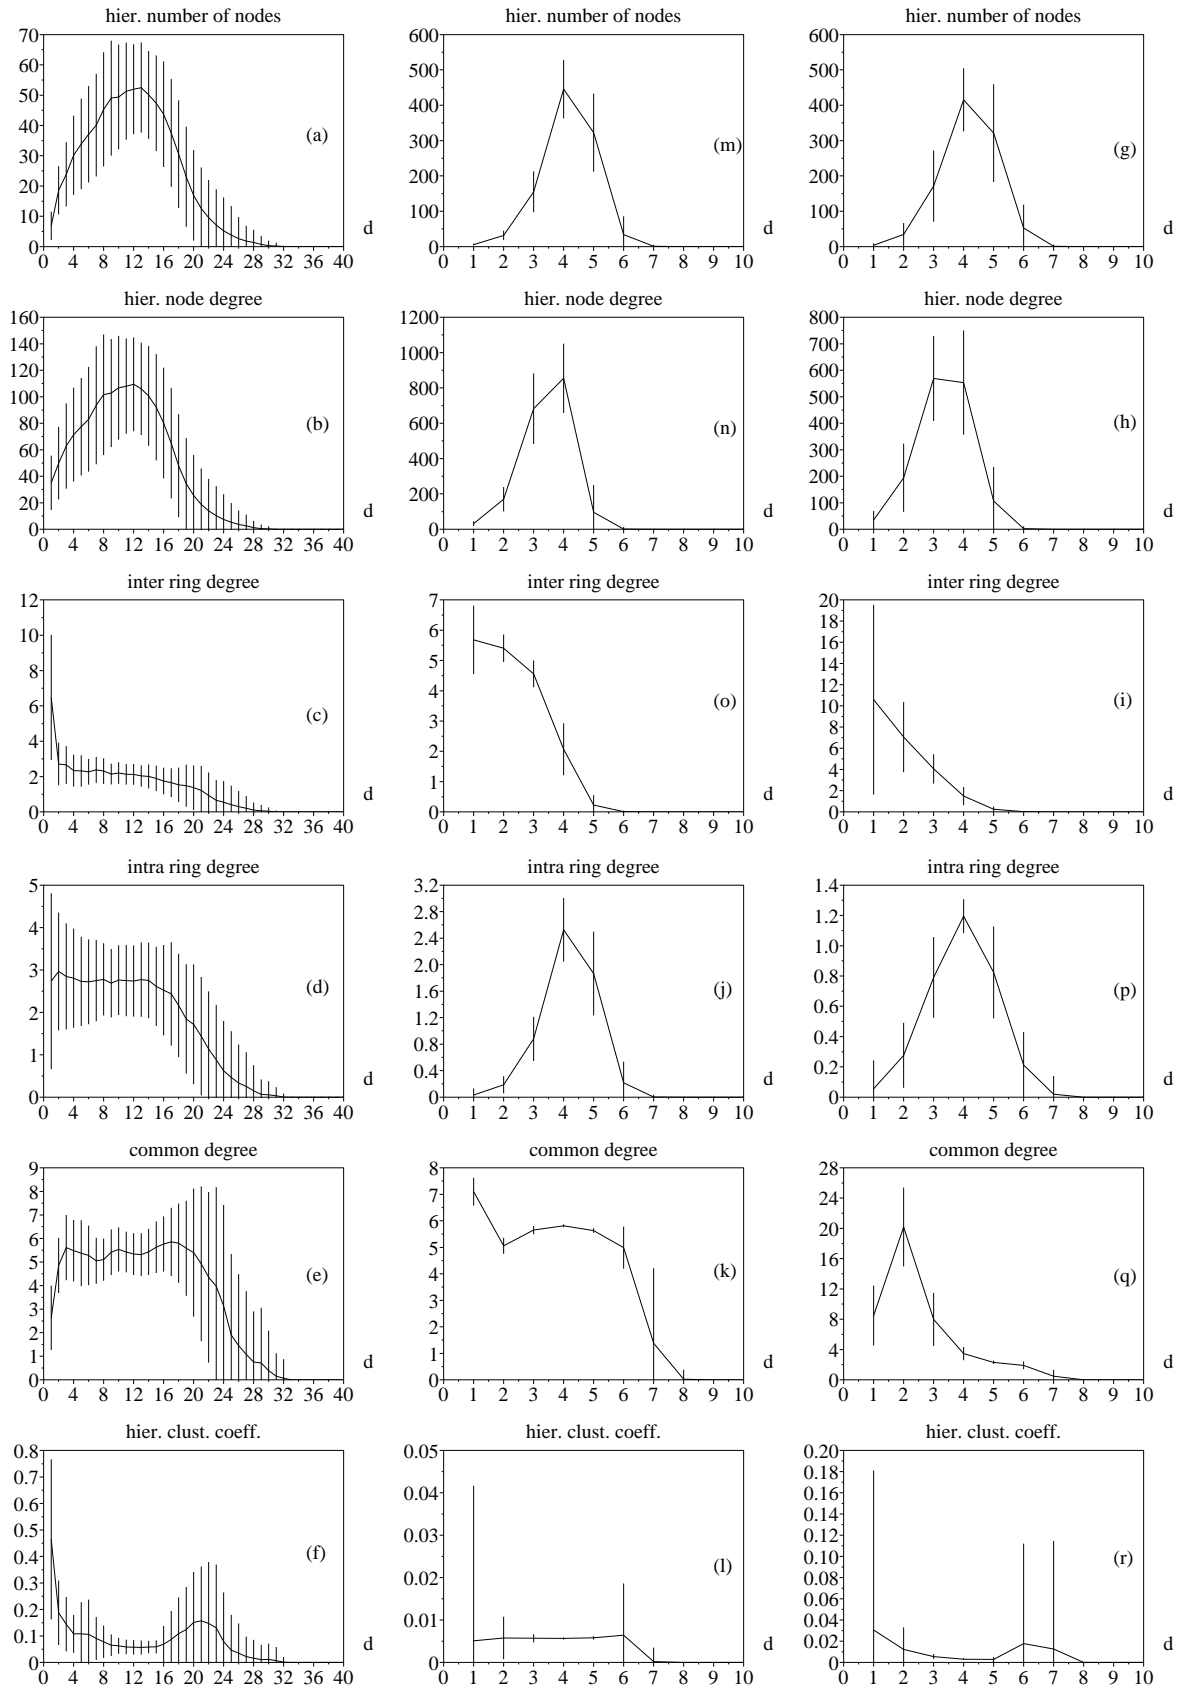 hier. number of nodes
70
60
50
40
30
20
10
0
(a)
d
0 4 8 12 16 20 24 28 32 36 40
hier. number of nodes
600
500
400
300
200
100
0
(m)
d
0 1 2 3 4 5 6 7 8 9 10
hier. number of nodes
600
500
400
300
200
100
0
(g)
d
0 1 2 3 4 5 6 7 8 9 10
hier. node degree
160
140
120
100
80
60
40
20
0
(b)
d
0 4 8 12 16 20 24 28 32 36 40
hier. node degree
1200
1000
800
600
400
200
0
(n)
d
0 1 2 3 4 5 6 7 8 9 10
hier. node degree
800
700
600
500
400
300
200
100
0
(h)
d
0 1 2 3 4 5 6 7 8 9 10
inter ring degree
12
10
8
6
4
2
0
(c)
d
0 4 8 12 16 20 24 28 32 36 40
inter ring degree
7
6
5
4
3
2
1
0
(o)
d
0 1 2 3 4 5 6 7 8 9 10
inter ring degree
20
18
16
14
12
10
8
6
4
2
0
(i)
d
0 1 2 3 4 5 6 7 8 9 10
intra ring degree
5
4
3
2
1
0
(d)
d
0 4 8 12 16 20 24 28 32 36 40
intra ring degree
3.2
2.8
2.4
2.0
1.6
1.2
0.8
0.4
0
(j)
d
0 1 2 3 4 5 6 7 8 9 10
intra ring degree
1.4
1.2
1.0
0.8
0.6
0.4
0.2
0
(p)
d
0 1 2 3 4 5 6 7 8 9 10
common degree
9
8
7
6
5
4
3
2
1
0
(e)
d
0 4 8 12 16 20 24 28 32 36 40
common degree
8
7
6
5
4
3
2
1
0
(k)
d
0 1 2 3 4 5 6 7 8 9 10
common degree
28
24
20
16
12
8
4
0
(q)
d
0 1 2 3 4 5 6 7 8 9 10
hier. clust. coeff.
0.8
0.7
0.6
0.5
0.4
0.3
0.2
0.1
0
(f)
d
0 4 8 12 16 20 24 28 32 36 40
hier. clust. coeff.
0.05
0.04
0.03
0.02
0.01
0
(l)
d
0 1 2 3 4 5 6 7 8 9 10
hier. clust. coeff.
0.20
0.18
0.16
0.14
0.12
0.10
0.08
0.06
0.04
0.02
0
(r)
d
0 1 2 3 4 5 6 7 8 9 10